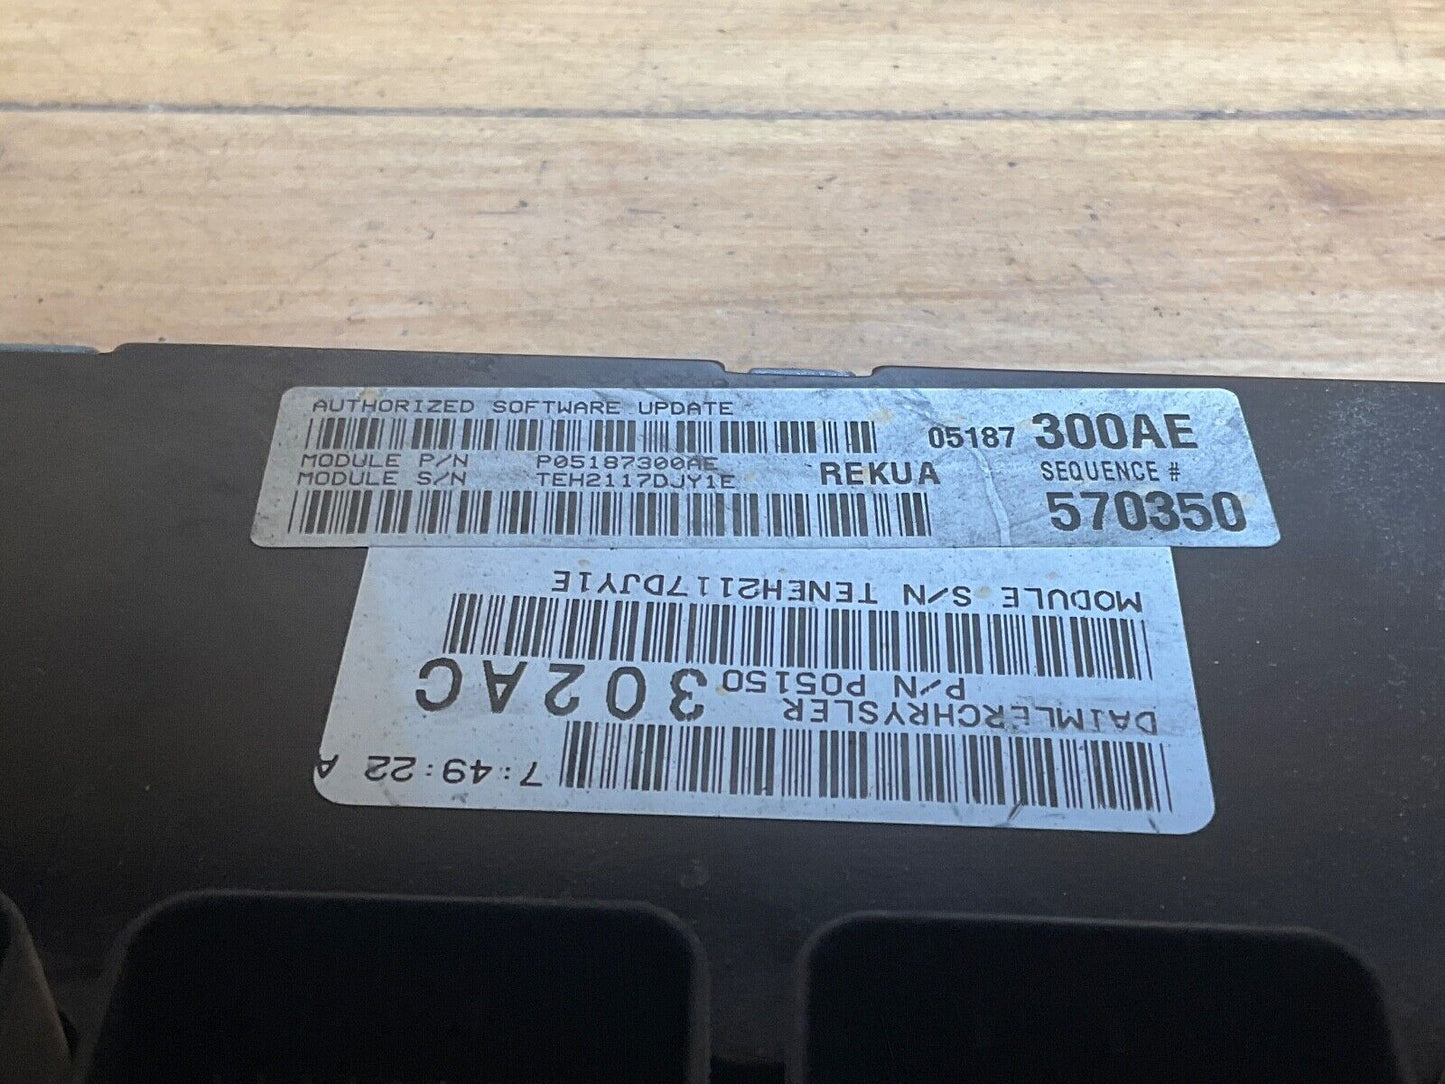 AUTHORIZED SOFTWARE UPDATE
05187 300AE
MODULE P/N P05187300AE
MODULE S/N TEH2117DJY1E
REKUA
SEQUENCE #
570350
7:49:22 A
DAIMLERCHRYSLER
P/N P05150 302AC
MODULE S/N TENEH2117DJY1E